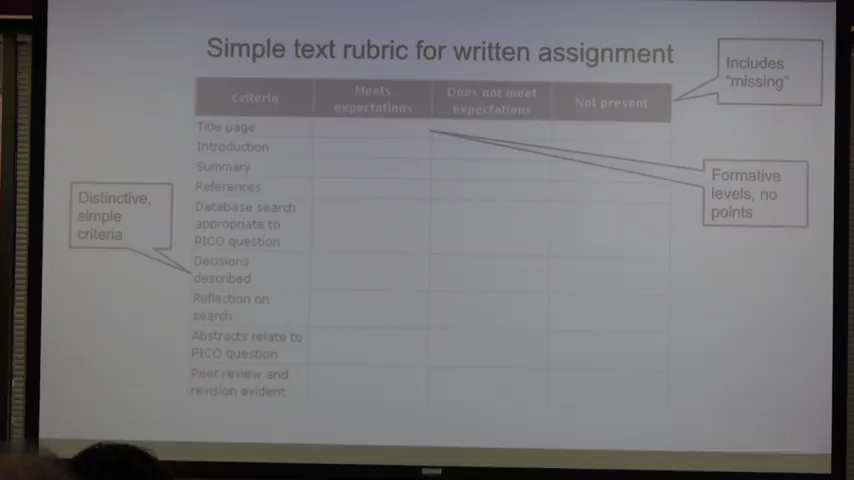 Simple text rubric for written assignment
Includes
“missing”
Criteria
Meets
expectations
Does not meet
expectations
Not present
Title page
Introduction
Summary
References
Database search
appropriate to
PICO question
Decisions
described
Reflection on
search
Abstracts relate to
PICO question
Peer review and
revision evident
Distinctive,
simple
criteria
Formative
levels, no
points